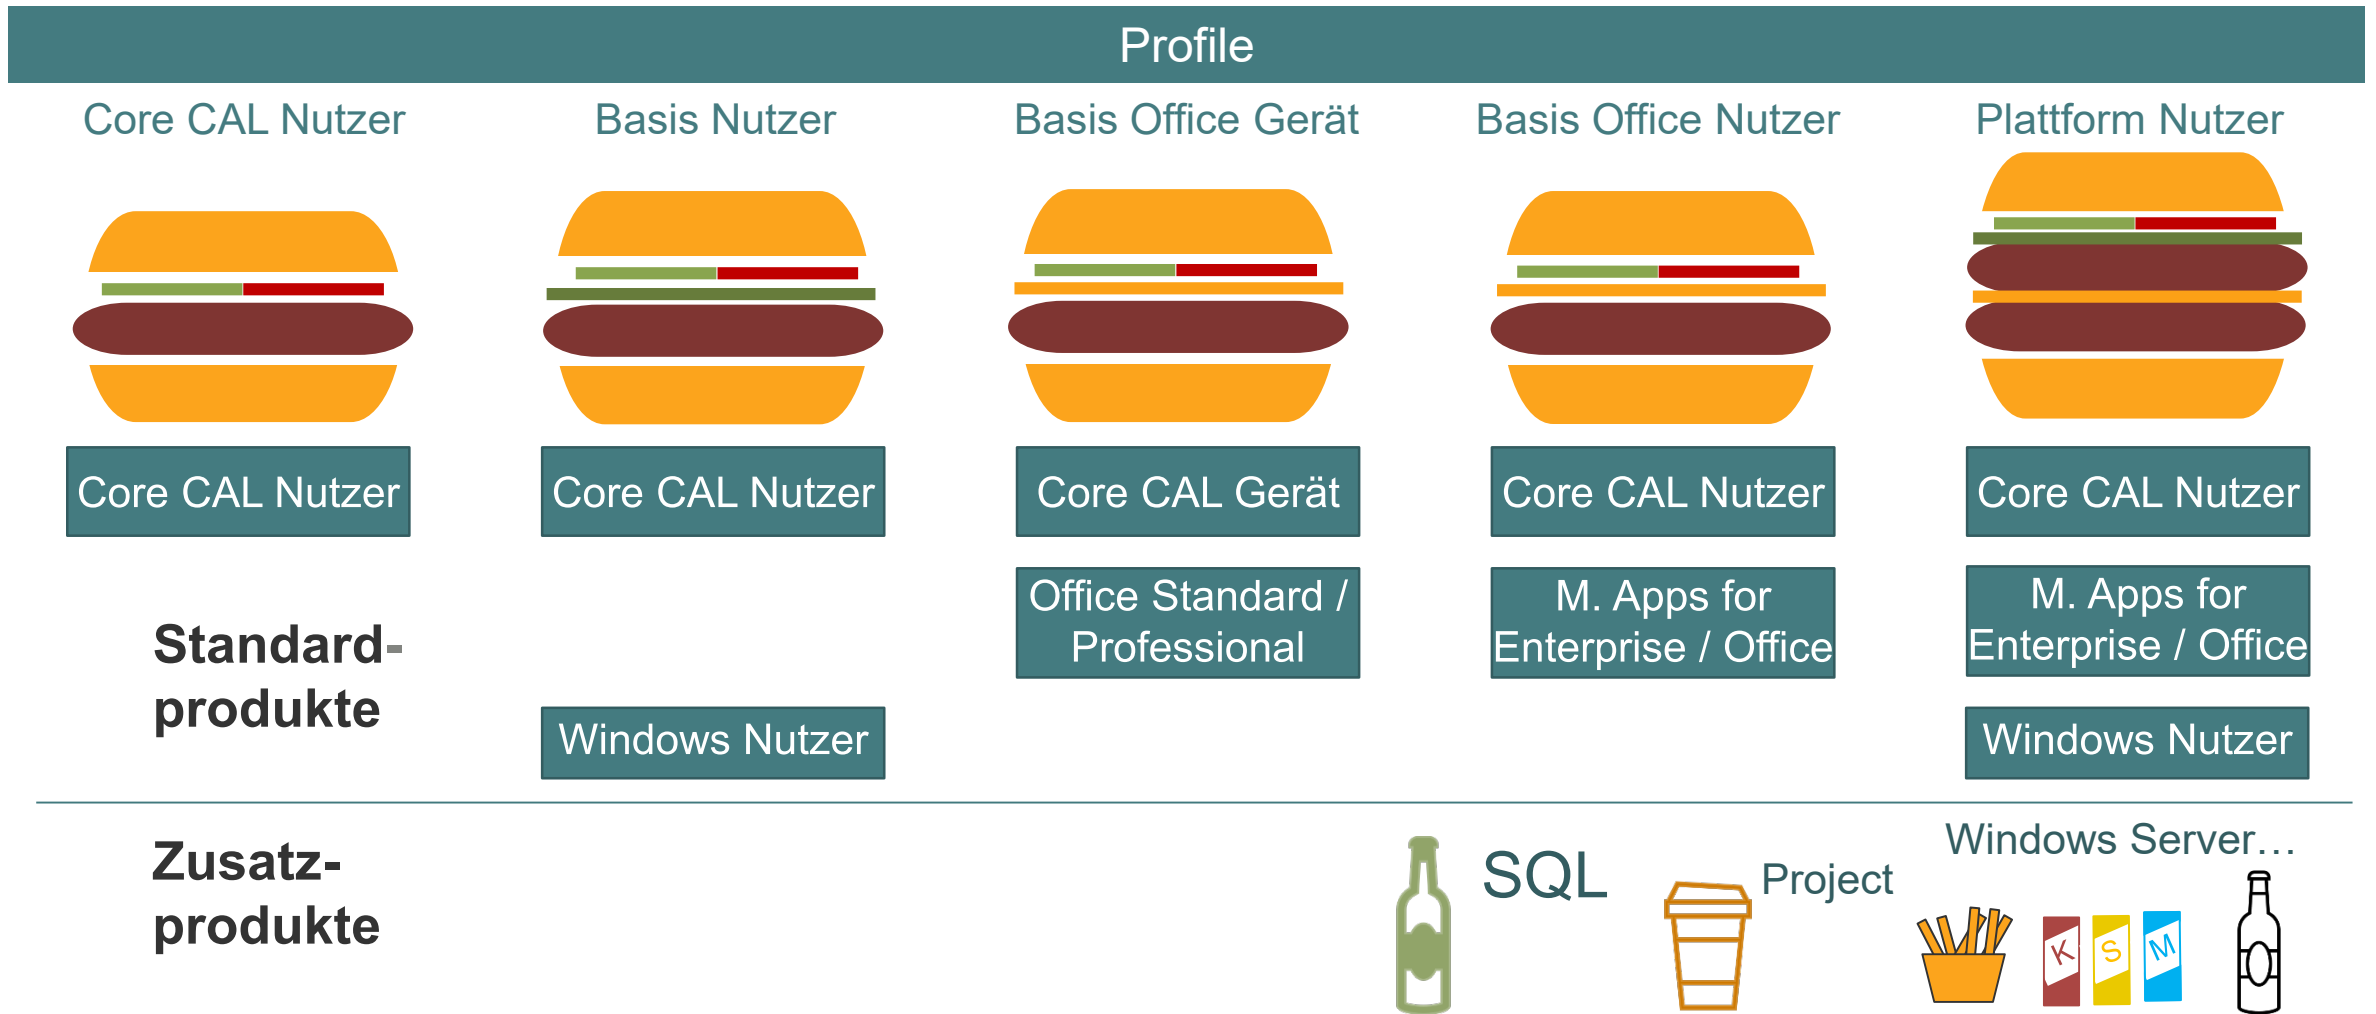 Profile
Core CAL Nutzer
Basis Nutzer
Basis Office Gerät
Basis Office Nutzer
Plattform Nutzer
Core CAL Nutzer
Core CAL Nutzer
Core CAL Gerät
Core CAL Nutzer
Core CAL Nutzer
Standard-
produkte
Office Standard /
Professional
M. Apps for
Enterprise / Office
M. Apps for
Enterprise / Office
Windows Nutzer
Windows Nutzer
Zusatz-
produkte
SQL
Project
Windows Server…
K
S
M